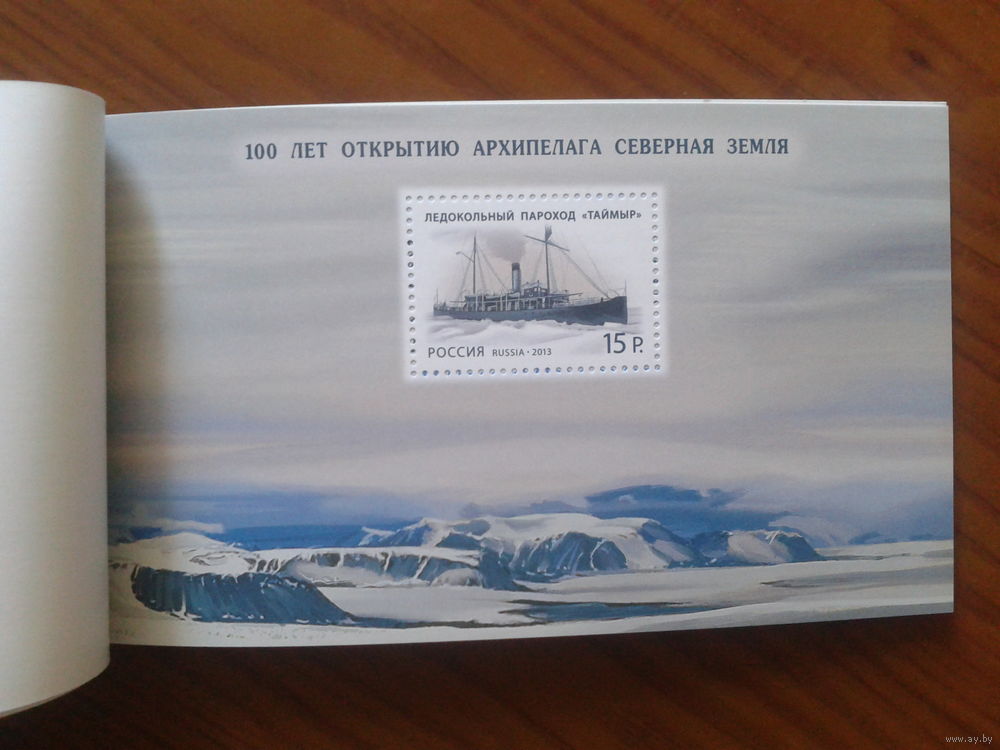 100 ЛЕТ ОТКРЫТИЮ АРХИПЕЛАГА СЕВЕРНАЯ ЗЕМЛЯ
ЛЕДОКОЛЬНЫЙ ПАРОХОД «ТАЙМЫР»
РОССИЯ RUSSIA · 2013 15 Р.
www.ay.by